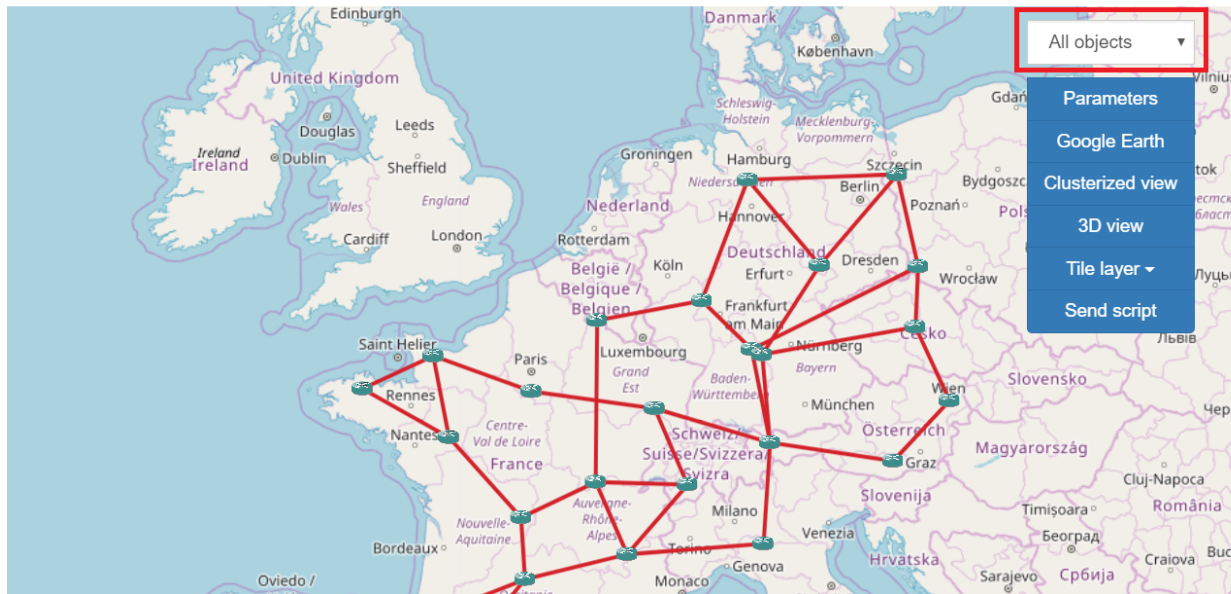 Edinburgh
Danmark
København
All objects
Vilnius
United Kingdom
Douglas
Leeds
Ireland
Ireland
Dublin
Sheffield
Wales
England
Cardiff
London
Schleswig-
Holstein
Mecklenburg-
Vorpommern
Groningen
Hamburg
Szczecin
Nederland
Berlin
Hannover
Poznań
Rotterdam
Deutschland
België /
Belgique /
Belgien
Köln
Erfurt
Dresden
Wrocław
Frankfurt
am Main
Parameters
Google Earth
Clusterized view
3D view
Tile layer
Send script
Saint Helier
Paris
Luxembourg
Grand
Est
Nürnberg
Bayern
Česko
Львів
Rennes
Baden-
Württemberg
München
Wien
Slovensko
Nantes
Centre-
Val de Loire
France
Schweiz/
Suisse/Svizzera/
Svizra
Österreich
Graz
Magyarország
Cluj-Napoca
Slovenija
România
Nouvelle-
Aquitaine
Auvergne-
Rhône-
Alpes
Milano
Venezia
Timișoara
Bordeaux
Torino
Genova
Hrvatska
Београд
Craiova
Oviedo /
Monaco
Sarajevo
Србија